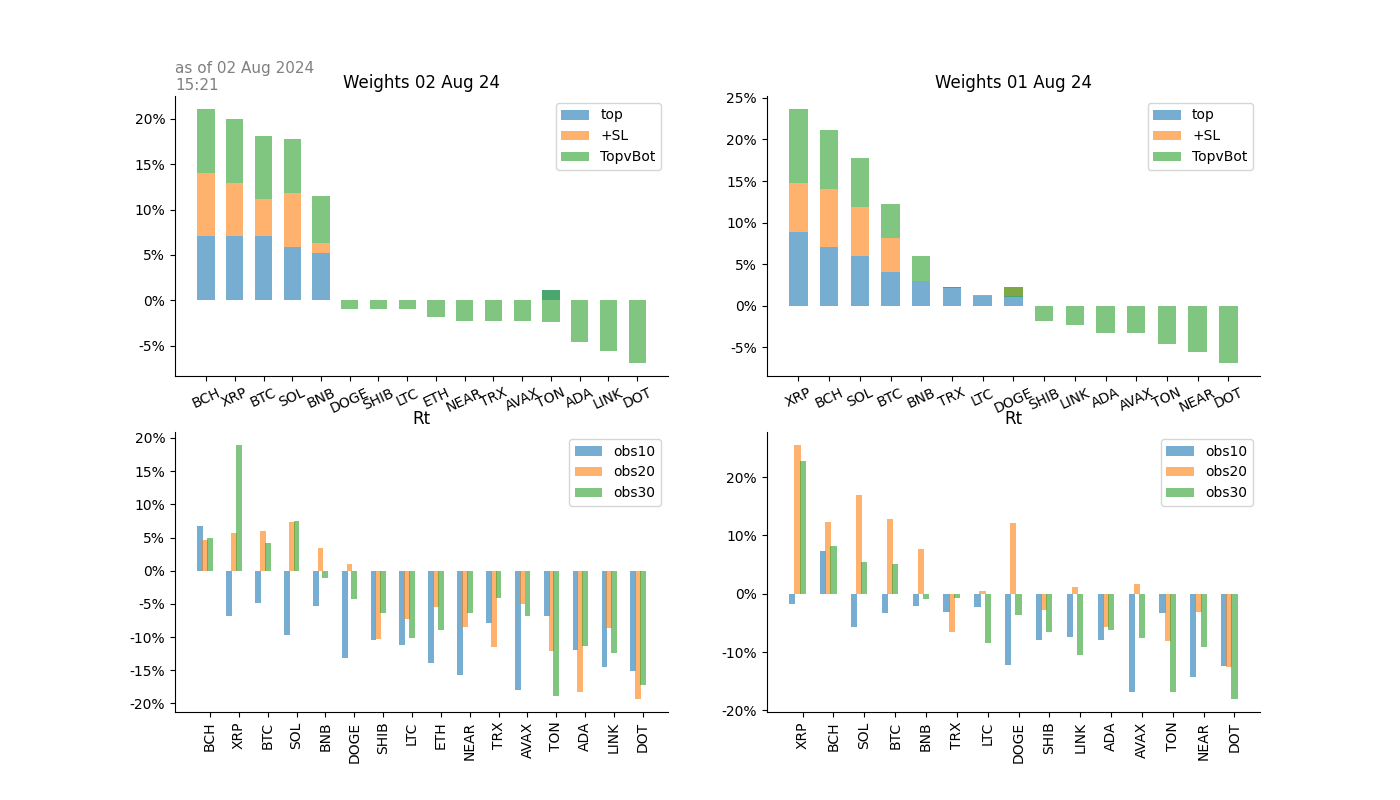 as of 02 Aug 2024
15:21
Weights 02 Aug 24
20%
15%
10%
5%
0%
-5%
top
+SL
TopvBot
BCH XRP BTC SOL BNB DOGE SHIB LTC ETH NEAR TRX AVAX TON ADA LINK DOT
Weights 01 Aug 24
25%
20%
15%
10%
5%
0%
-5%
top
+SL
TopvBot
XRP BCH SOL BTC BNB TRX LTC DOGE SHIB LINK ADA AVAX TON NEAR DOT
Rt
20%
15%
10%
5%
0%
-5%
-10%
-15%
-20%
obs10
obs20
obs30
BCH XRP BTC SOL BNB DOGE SHIB LTC ETH NEAR TRX AVAX TON ADA LINK DOT
Rt
20%
10%
0%
-10%
-20%
obs10
obs20
obs30
XRP BCH SOL BTC BNB TRX LTC DOGE SHIB LINK ADA AVAX TON NEAR DOT